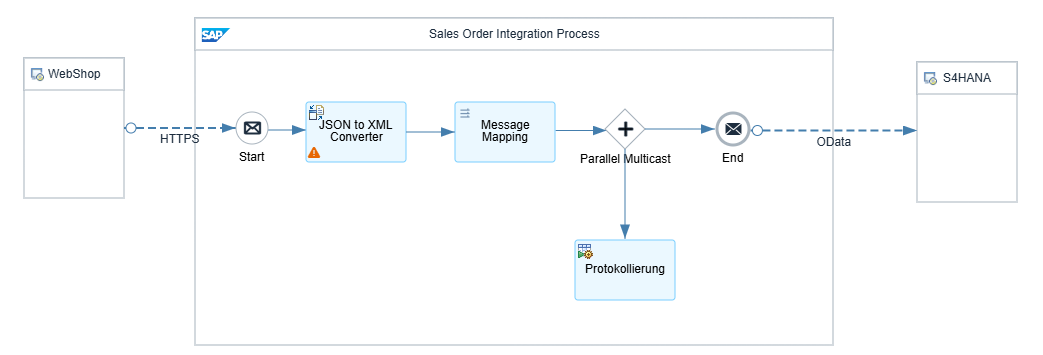 SAP
Sales Order Integration Process
WebShop
S4HANA
HTTPS
Start
JSON to XML
Converter
Message
Mapping
Parallel Multicast
End
OData
Protokollierung